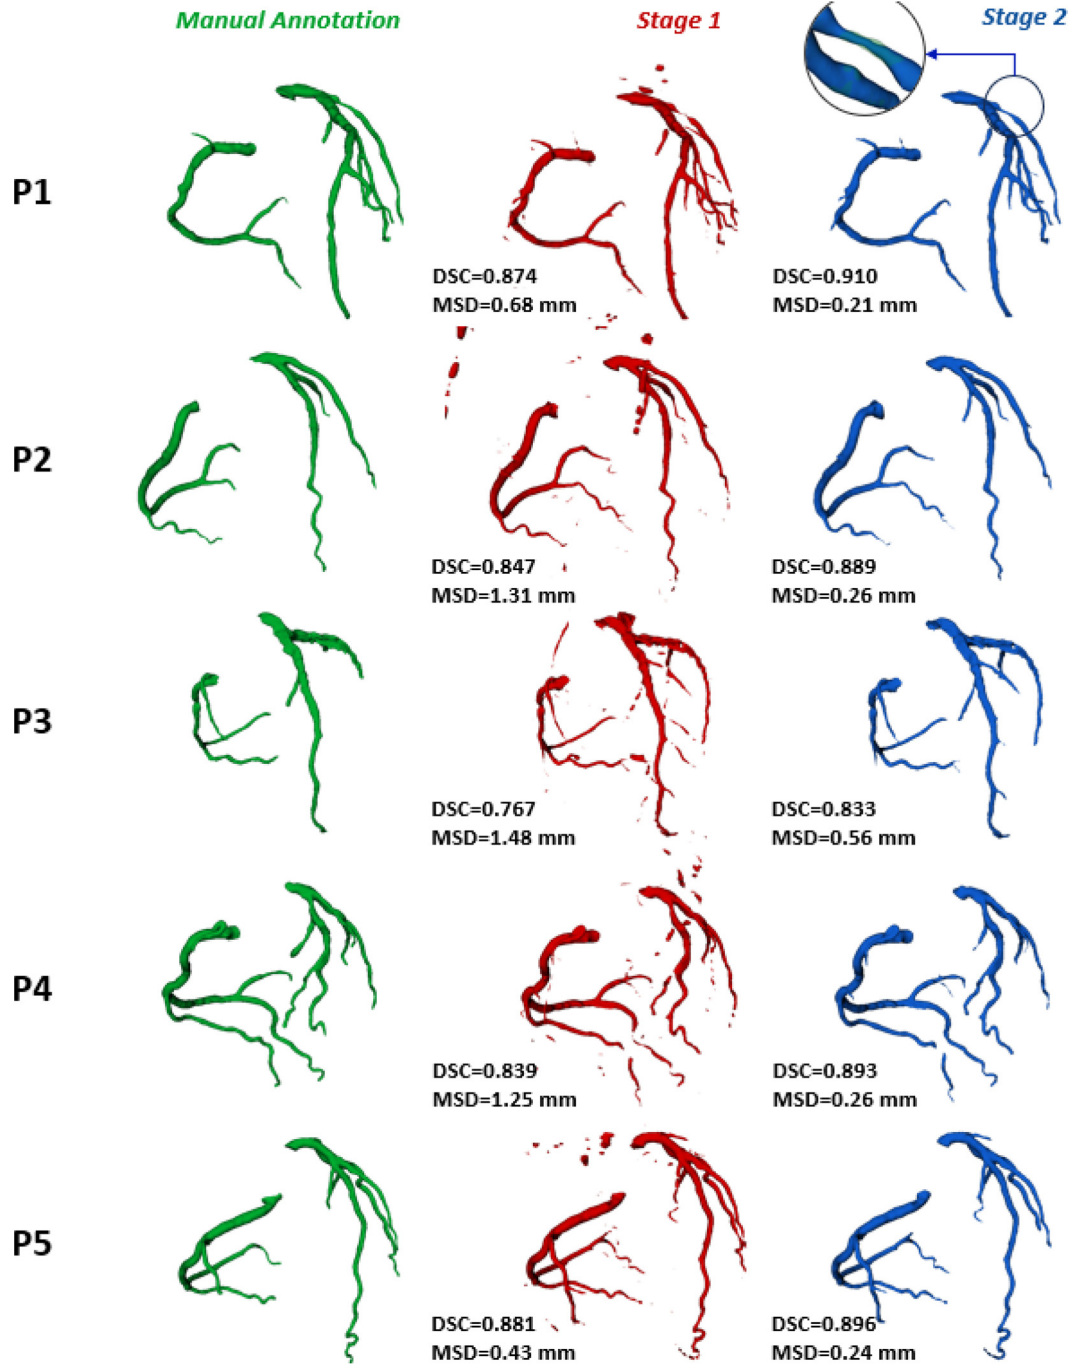 Manual Annotation
Stage 1
Stage 2
P1
DSC=0.874
MSD=0.68 mm
DSC=0.910
MSD=0.21 mm
P2
DSC=0.847
MSD=1.31 mm
DSC=0.889
MSD=0.26 mm
P3
DSC=0.767
MSD=1.48 mm
DSC=0.833
MSD=0.56 mm
P4
DSC=0.839
MSD=1.25 mm
DSC=0.893
MSD=0.26 mm
P5
DSC=0.881
MSD=0.43 mm
DSC=0.896
MSD=0.24 mm